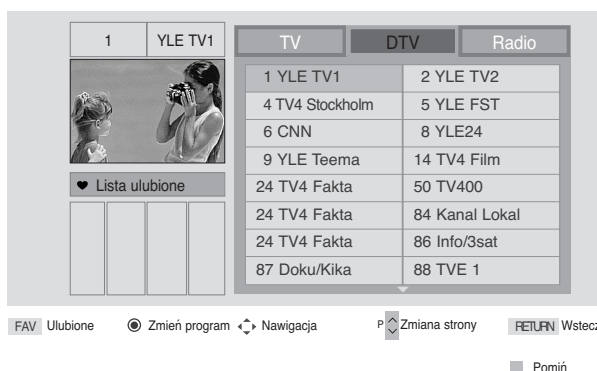 1 YLE TV1
TV DTV Radio
1 YLE TV1 2 YLE TV2
4 TV4 Stockholm 5 YLE FST
6 CNN 8 YLE24
9 YLE Teema 14 TV4 Film
24 TV4 Fakta 50 TV400
24 TV4 Fakta 84 Kanal Lokal
24 TV4 Fakta 86 Info/3sat
87 Doku/Kika 88 TVE 1
Lista ulubione
FAV Ulubione Zmień program Nawigacja P Zmiana strony RETURN Wstecz
Pomiń